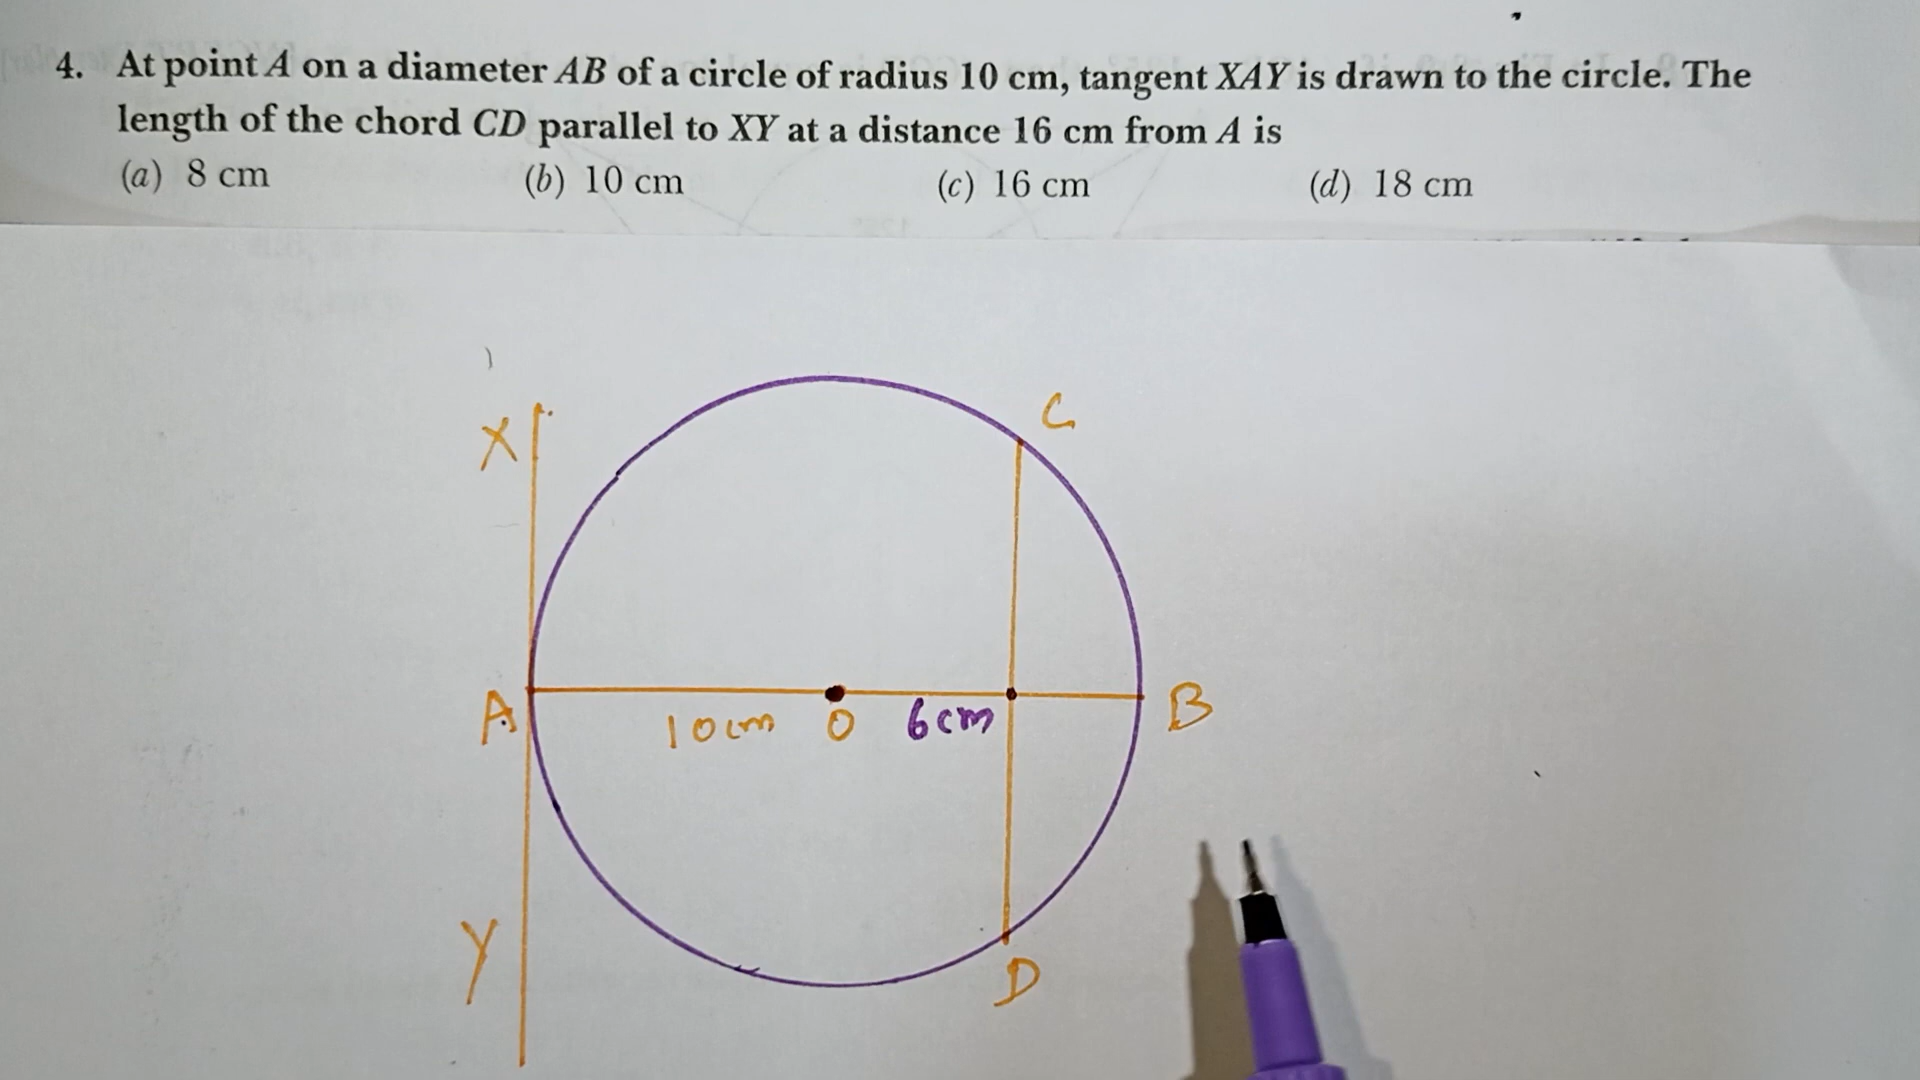 4. At point A on a diameter AB of a circle of radius 10 cm, tangent XAY is drawn to the circle. The
length of the chord CD parallel to XY at a distance 16 cm from A is
(a) 8 cm (b) 10 cm (c) 16 cm (d) 18 cm
X
C
A
10cm O 6cm
B
Y
D